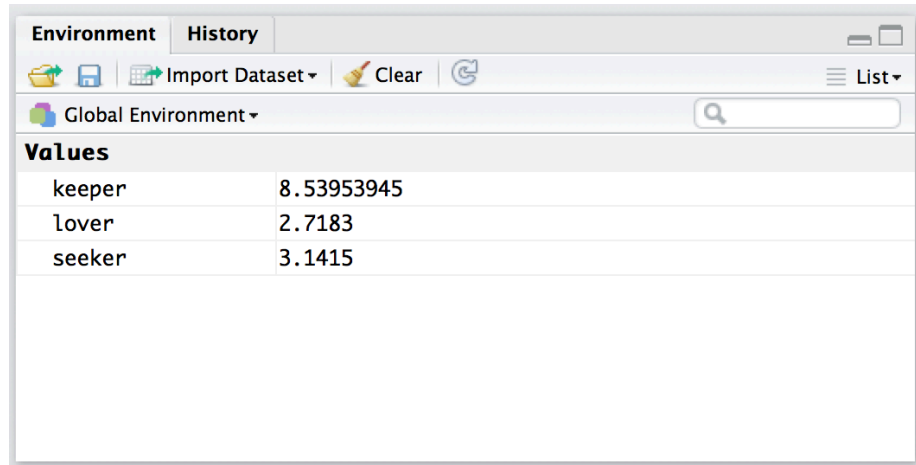 Environment History
Import Dataset Clear List
Global Environment
Values
keeper 8.53953945
lover 2.7183
seeker 3.1415